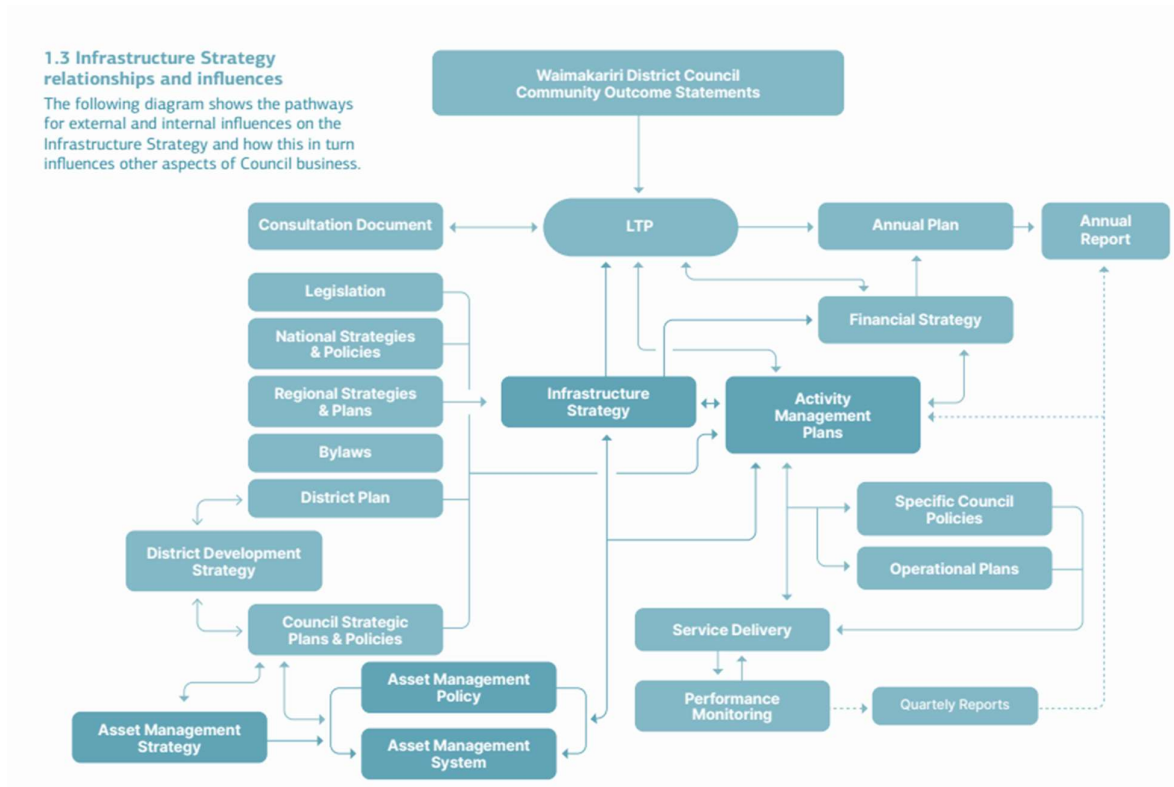 1.3 Infrastructure Strategy
relationships and influences
The following diagram shows the pathways
for external and internal influences on the
Infrastructure Strategy and how this in turn
influences other aspects of Council business.
Waimakariri District Council
Community Outcome Statements
Consultation Document
LTP
Annual Plan
Annual
Report
Legislation
National Strategies
& Policies
Regional Strategies
& Plans
Bylaws
District Plan
Financial Strategy
Infrastructure
Strategy
Activity
Management
Plans
District Development
Strategy
Council Strategic
Plans & Policies
Specific Council
Policies
Operational Plans
Service Delivery
Performance
Monitoring
Quartely Reports
Asset Management
Policy
Asset Management
Strategy
Asset Management
System